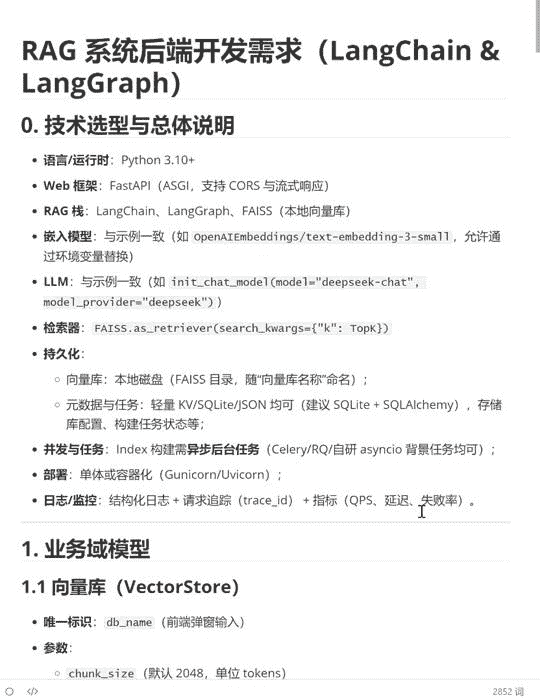 RAG 系统后端开发需求（LangChain &
LangGraph）
0. 技术选型与总体说明
语言/运行时：Python 3.10+
Web 框架：FastAPI（ASGI，支持 CORS 与流式响应）
RAG 栈：LangChain、LangGraph、FAISS（本地向量库）
嵌入模型：与示例一致（如 OpenAIEmbeddings/text-embedding-3-small，允许通
过环境变量替换）
LLM：与示例一致（如 init_chat_model(model="deepseek-chat",
model_provider="deepseek")）
检索器：FAISS.as_retriever(search_kwargs={"k": TopK})
持久化：
向量库：本地磁盘（FAISS 目录，随“向量库名称”命名）；
元数据与任务：轻量 KV/SQLite/JSON 均可（建议 SQLite + SQLAlchemy），存储
库配置、构建任务状态等；
并发与任务：Index 构建需异步后台任务（Celery/RQ/自研 asyncio 背景任务均可）；
部署：单体或容器化（Gunicorn/Uvicorn）；
日志/监控：结构化日志 + 请求追踪（trace_id） + 指标（QPS、延迟、失败率）。
1. 业务域模型
1.1 向量库（VectorStore）
唯一标识：db_name（前端弹窗输入）
参数：
chunk_size（默认 2048，单位 tokens）
2852 词